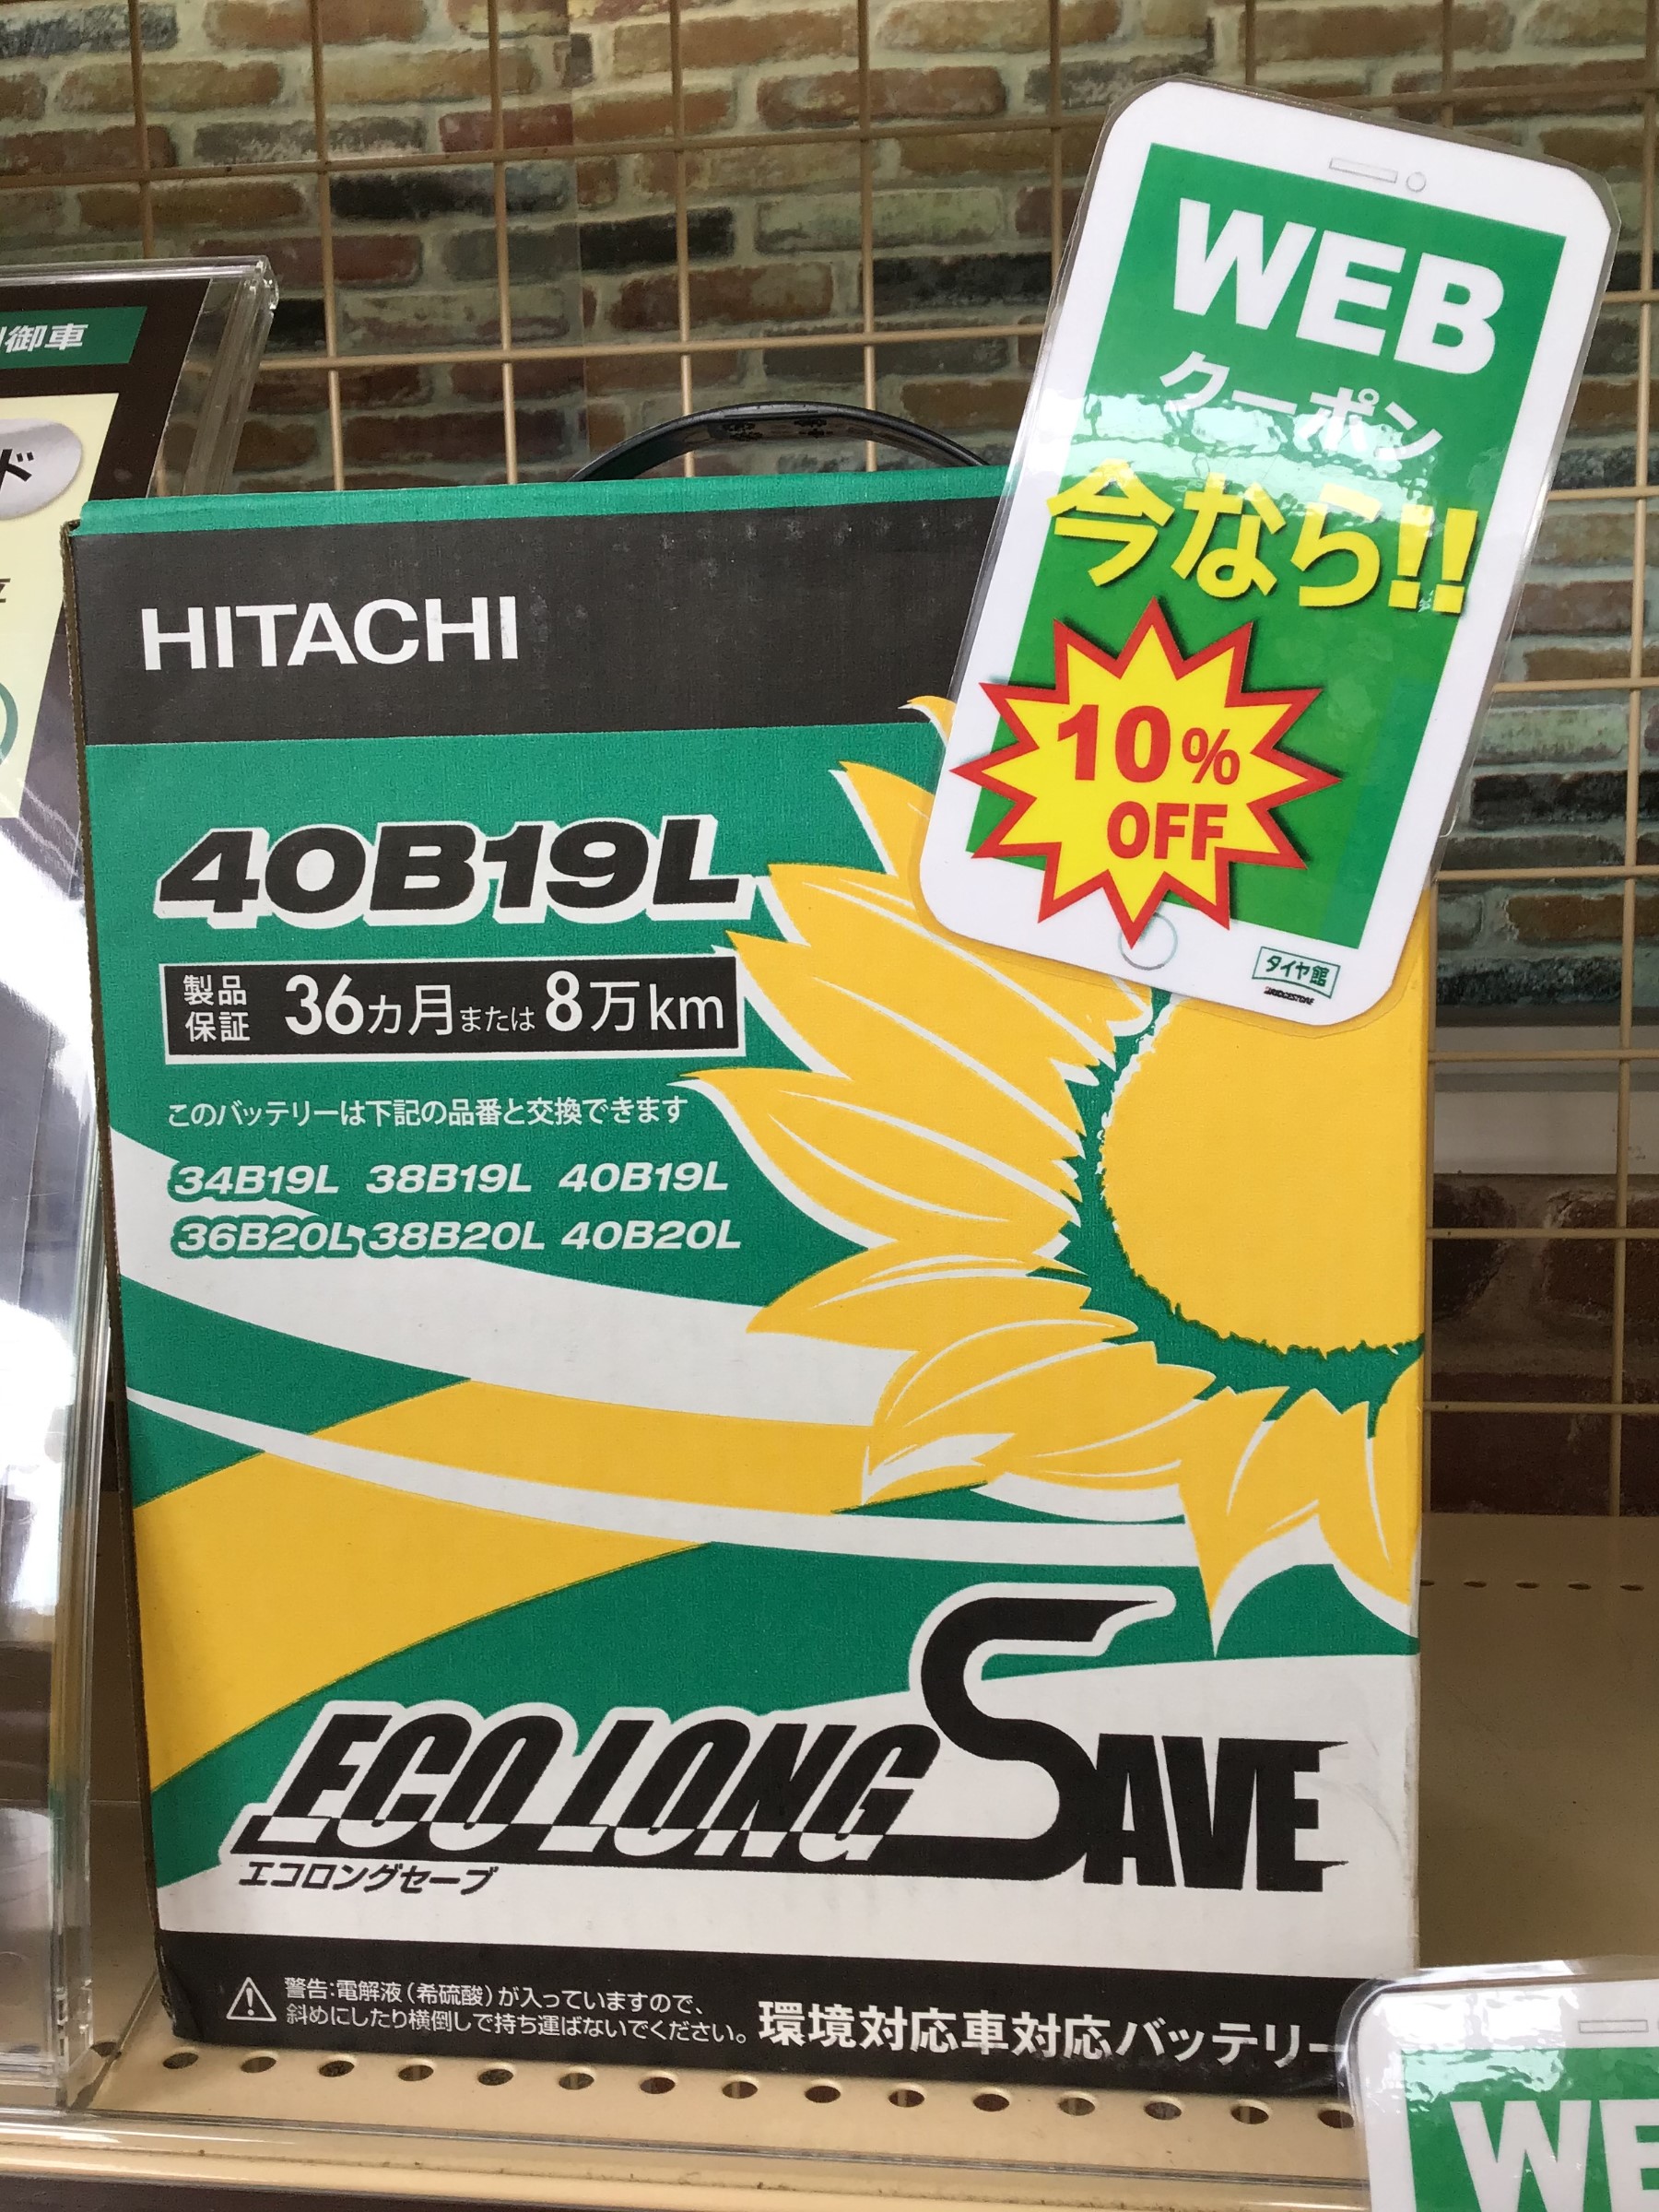 WEB
クーポン
今なら!!
10%
OFF
タイヤ館
BRIDGESTONE
御車
ド
HITACHI
40B19L
製品保証 36カ月または8万km
このバッテリーは下記の品番と交換できます
34B19L 38B19L 40B19L
36B20L 38B20L 40B20L
ECO LONG SAVE
エコロングセーブ
警告:電解液(希硫酸)が入っていますので、
斜めにしたり横倒しで持ち運ばないでください。
環境対応車対応バッテリー
WE